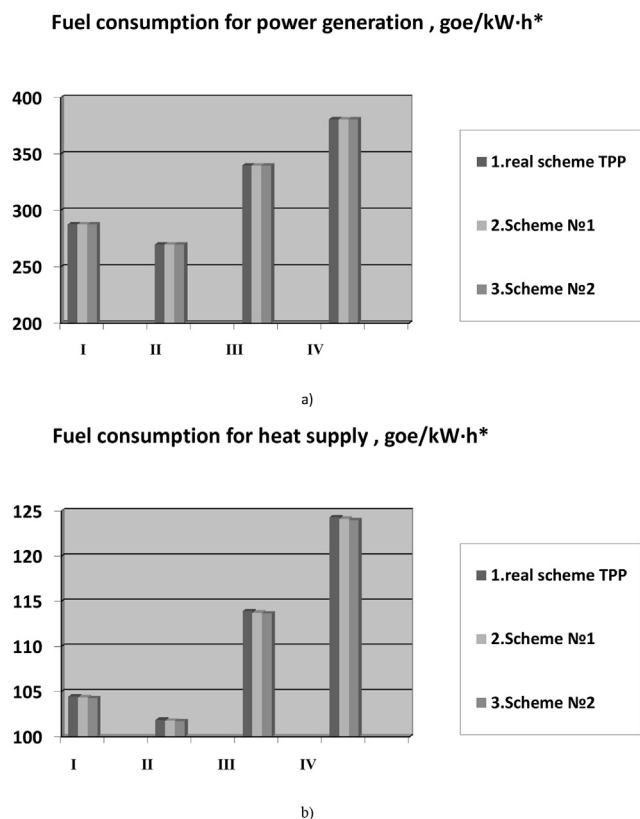 Fuel consumption for power generation , goe/kW·h*
400
350
300
250
200
I II III IV
1.real scheme TPP
2.Scheme №1
3.Scheme №2
a)
Fuel consumption for heat supply , goe/kW·h*
125
120
115
110
105
100
I II III IV
1.real scheme TPP
2.Scheme №1
3.Scheme №2
b)